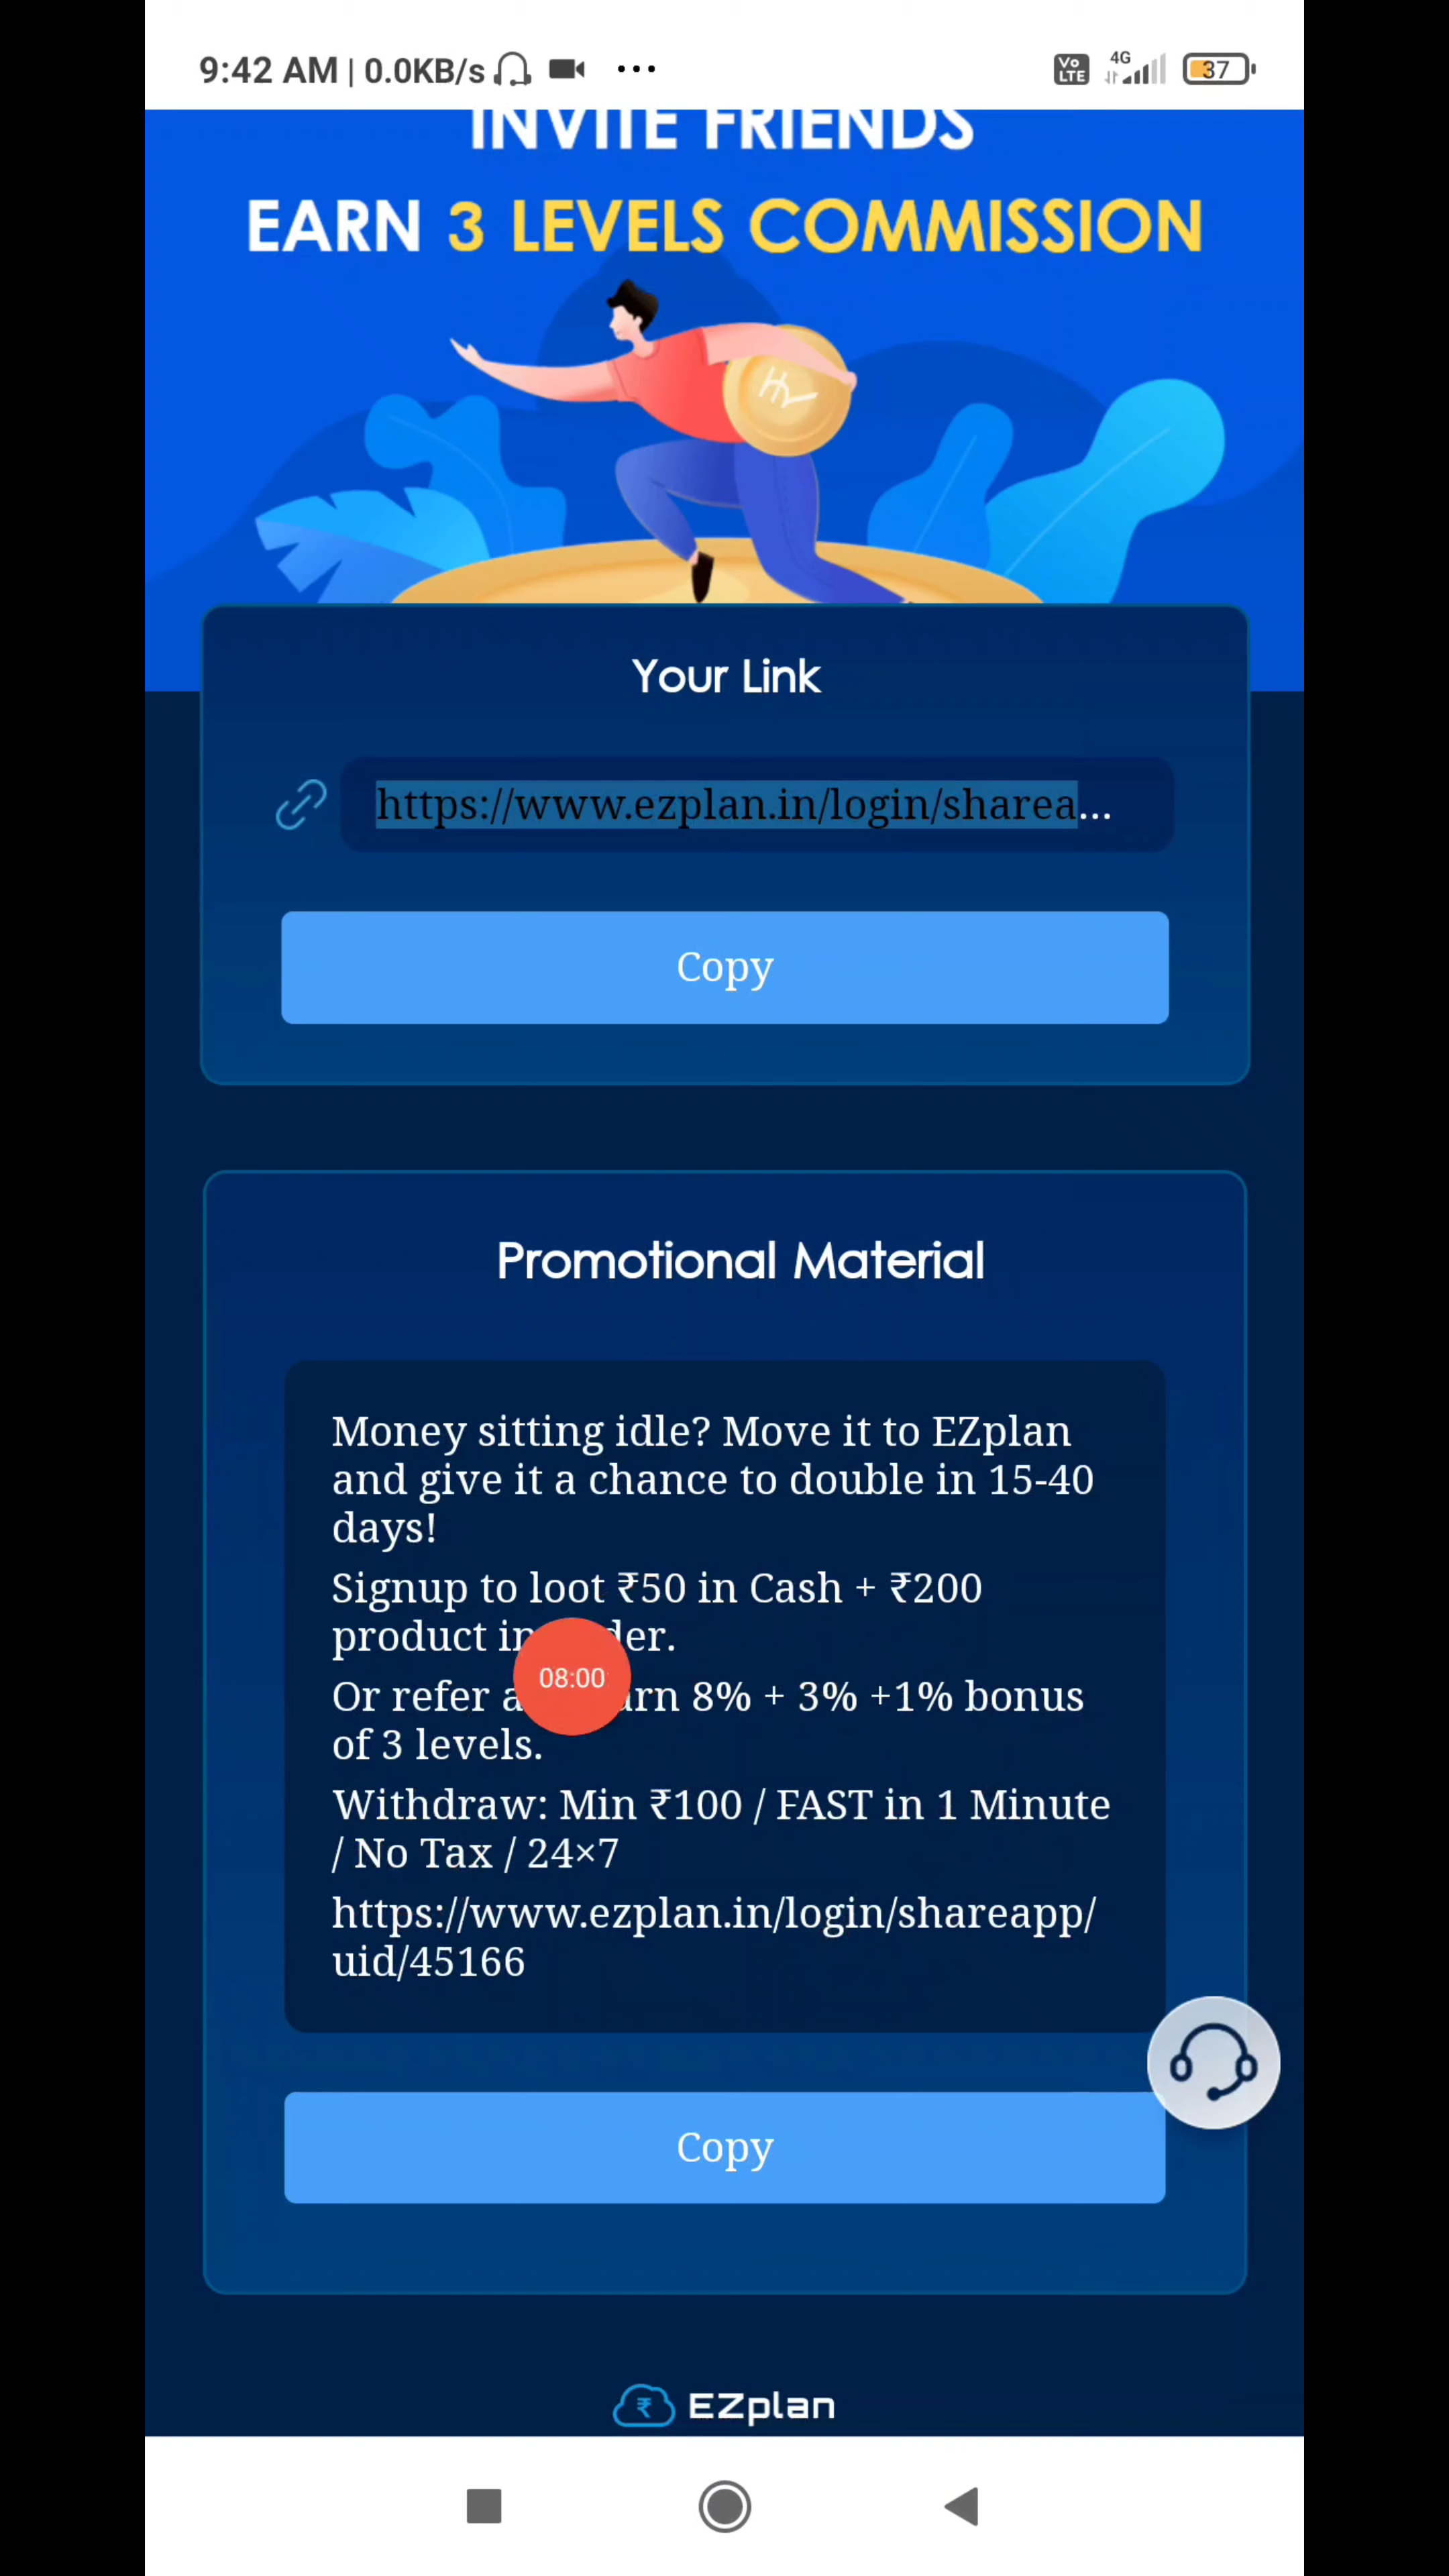 9:42 AM | 0.0KB/s
Vo
LTE
4G
37
INVITE FRIENDS
EARN 3 LEVELS COMMISSION
Your Link
https://www.ezplan.in/login/sharea...
Copy
Promotional Material
Money sitting idle? Move it to EZplan
and give it a chance to double in 15-40
days!
Signup to loot ₹50 in Cash + ₹200
product in
08:00
Or refer 8% + 3% +1% bonus
of 3 levels.
Withdraw: Min ₹100 / FAST in 1 Minute
/ No Tax / 24×7
https://www.ezplan.in/login/shareapp/
uid/45166
Copy
₹ EZplan